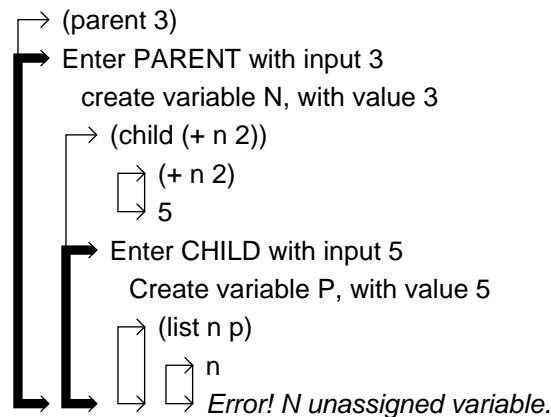 (parent 3)
Enter PARENT with input 3
create variable N, with value 3
(child (+ n 2))
(+ n 2)
5
Enter CHILD with input 5
Create variable P, with value 5
(list n p)
n
Error! N unassigned variable.